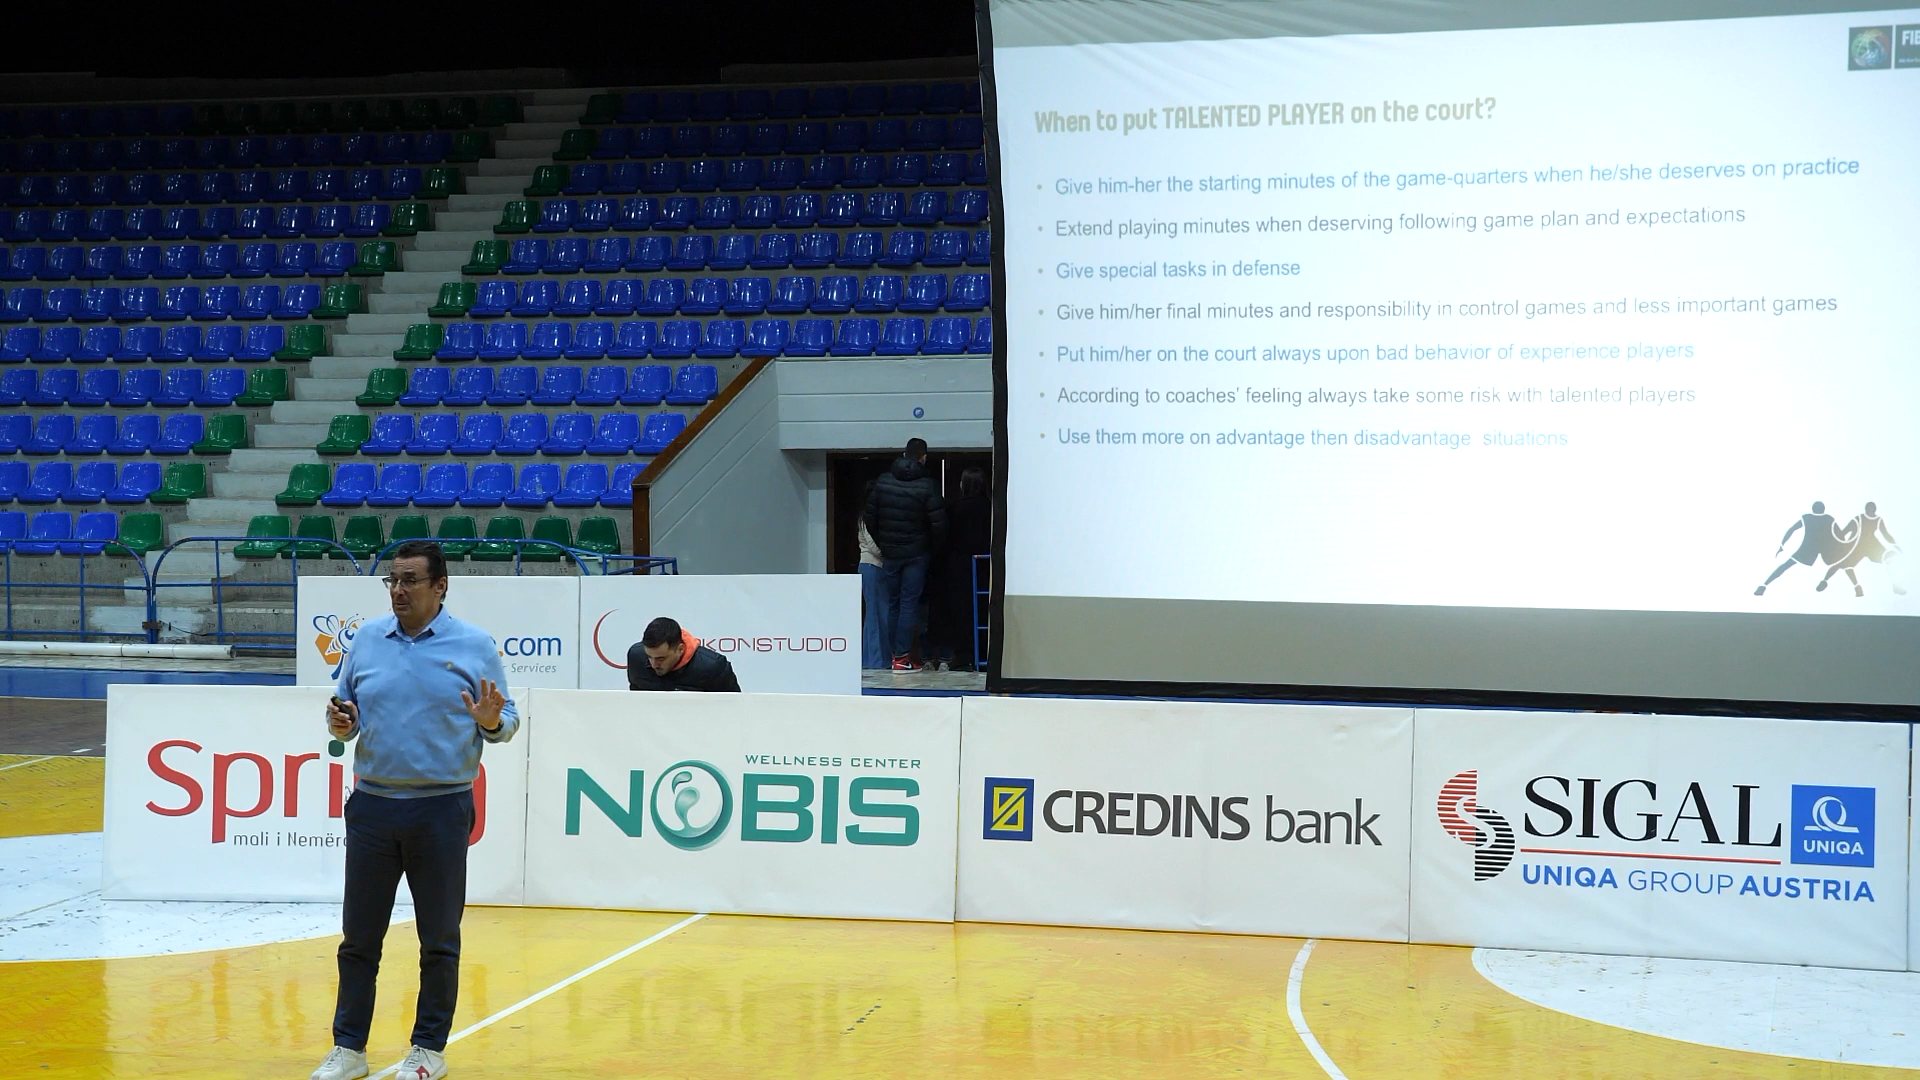 When to put TALENTED PLAYER on the court?
• Give him-her the starting minutes of the game-quarters when he/she deserves on practice
• Extend playing minutes when deserving following game plan and expectations
• Give special tasks in defense
• Give him/her final minutes and responsibility in control games and less important games
• Put him/her on the court always upon bad behavior of experience players
• According to coaches' feeling always take some risk with talented players
• Use them more on advantage then disadvantage situations
.com
Services
KONSTUDIO
Spri
mali i
WELLNESS CENTER
NOBIS
CREDINS bank
SIGAL
UNIQA
UNIQA GROUP AUSTRIA